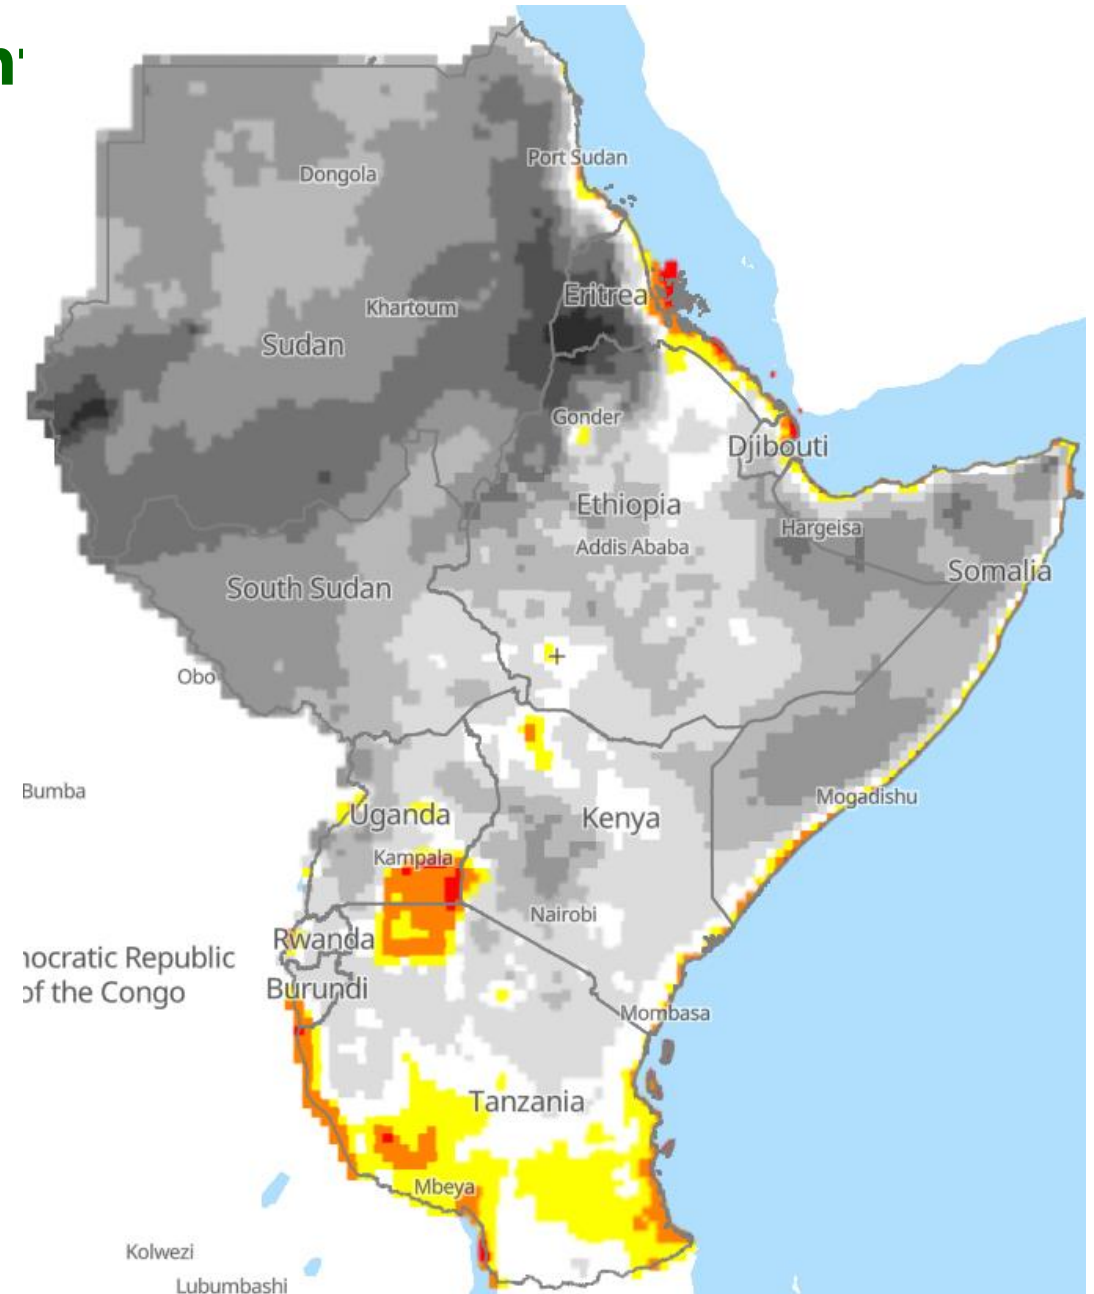 Port Sudan
Dongola
Eritrea
Khartoum
Sudan
Gonder
Djibouti
Ethiopia
Hargeisa
Addis Ababa
Somalia
South Sudan
Obo
Bumba
Mogadishu
Uganda
Kenya
Kampala
Nairobi
Rwanda
nocratic Republic
of the Congo
Burundi
Mombasa
Tanzania
Mbeya
Kolwezi
Lubumbashi